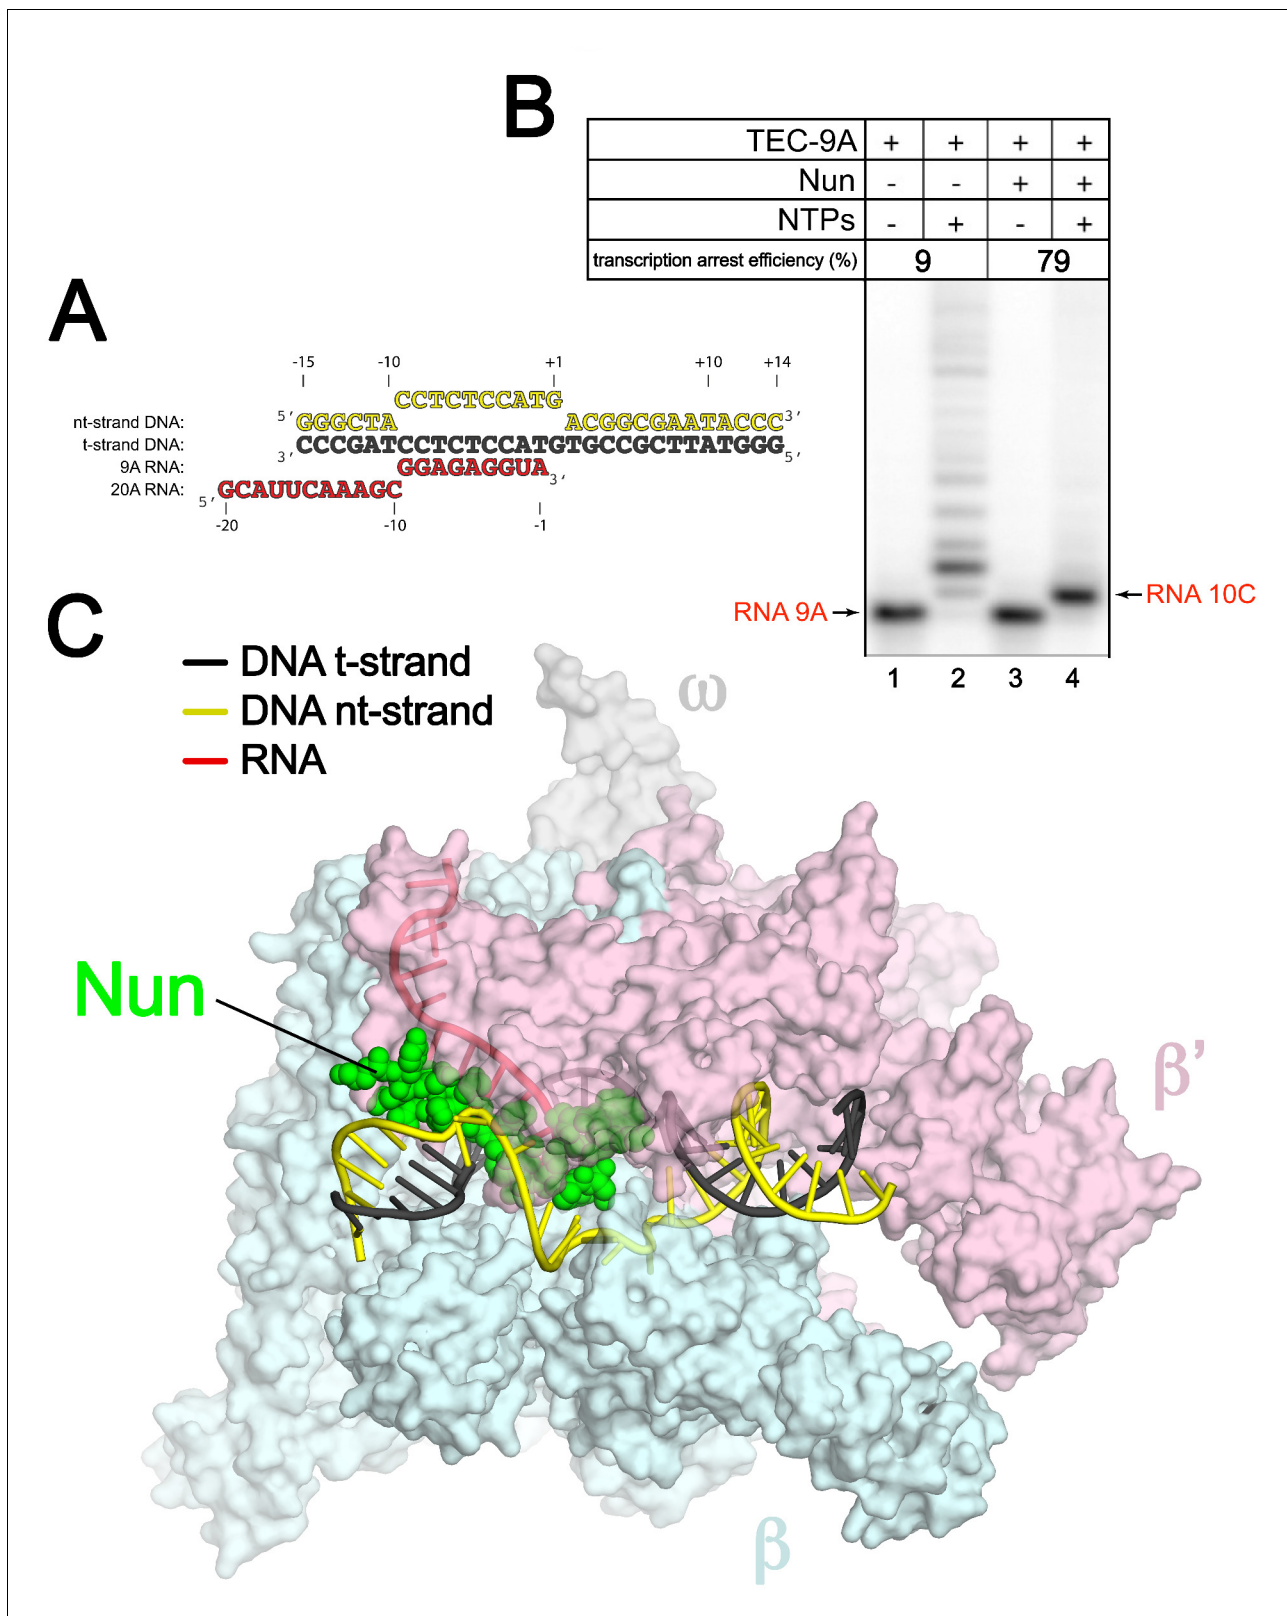 B
TEC-9A + + + +
Nun - - + +
NTPs - + - +
transcription arrest efficiency (%) 9 79
RNA 9A
RNA 10C
1 2 3 4
A
-15 -10 +1 +10 +14
CCTCTCCATG
nt-strand DNA: 5' GGGCTA ACGGCGAATACCC 3'
t-strand DNA: 3' CCCGATCCTCTCCATGTGCCGCTTATGGG 5'
9A RNA: GGAGAGGUA 3'
20A RNA: 5' GCAUUCAAAGC
-20 -10 -1
C
DNA t-strand
DNA nt-strand
RNA
ω
Nun
β'
β